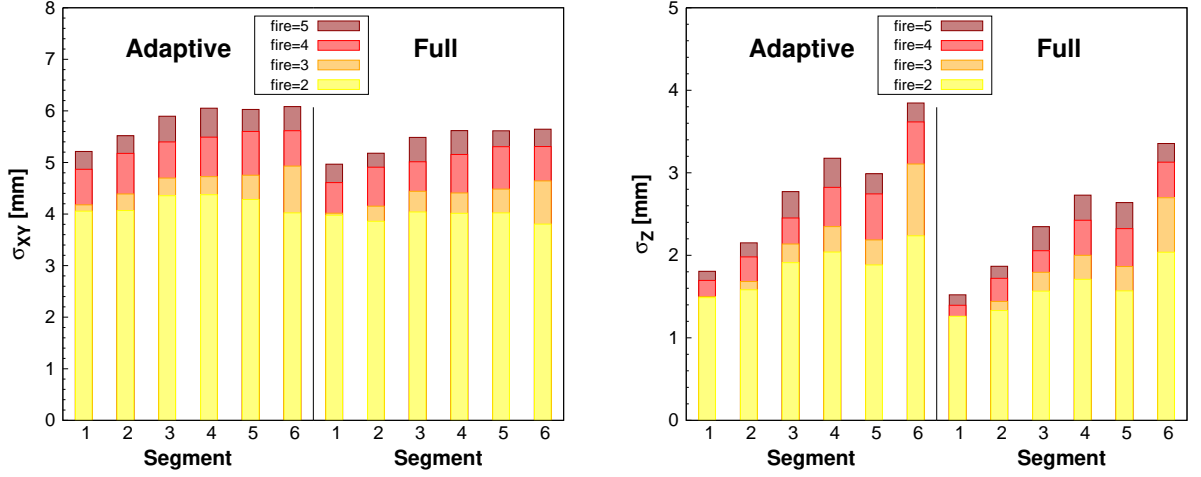 8
7
6
5
4
3
2
1
0
σXY [mm]
Adaptive
Full
fire=5
fire=4
fire=3
fire=2
1 2 3 4 5 6 1 2 3 4 5 6
Segment Segment
5
4
3
2
1
0
σZ [mm]
Adaptive
Full
fire=5
fire=4
fire=3
fire=2
1 2 3 4 5 6 1 2 3 4 5 6
Segment Segment